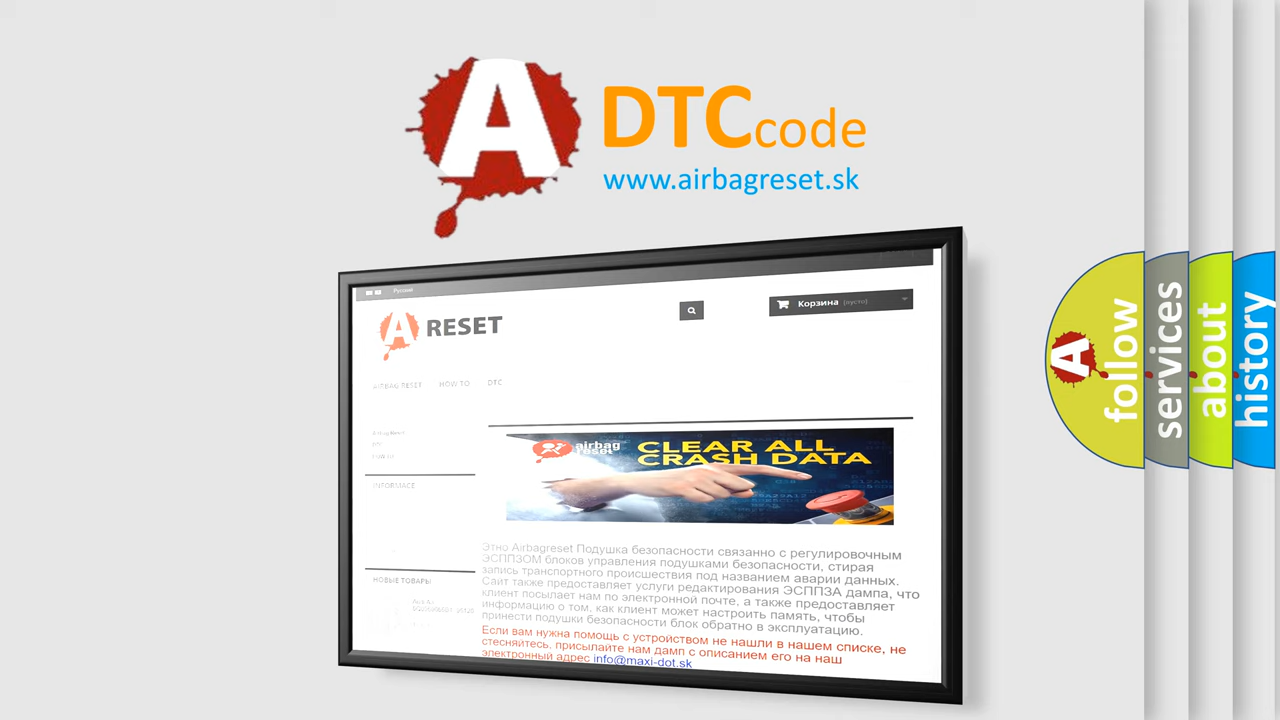 A DTC code
www.airbagreset.sk
Русский
A RESET
Корзина (пусто)
AIRBAG RESET HOW TO DTC
INFORMACE
airbag reset
CLEAR ALL
CRASH DATA
Этно Airbagreset Подушка безопасности связанно с регулировочным
ЭСППЗОМ блоков управления подушками безопасности, стирая
запись транспортного происшествия под названием аварии данных.
Сайт также предоставляет услуги редактирования ЭСППЗА дампа, что
клиент посылает нам по электронной почте, а также предоставляет
информацию о том, как клиент может настроить память, чтобы
принести подушки безопасности блок обратно в эксплуатацию.
Если вам нужна помощь с устройством не нашли в нашем списке, не
стесняйтесь, присылайте нам дамп с описанием его на наш
электронный адрес info@maxi-dot.sk
НОВЫЕ ТОВАРЫ
A follow
services
about
history